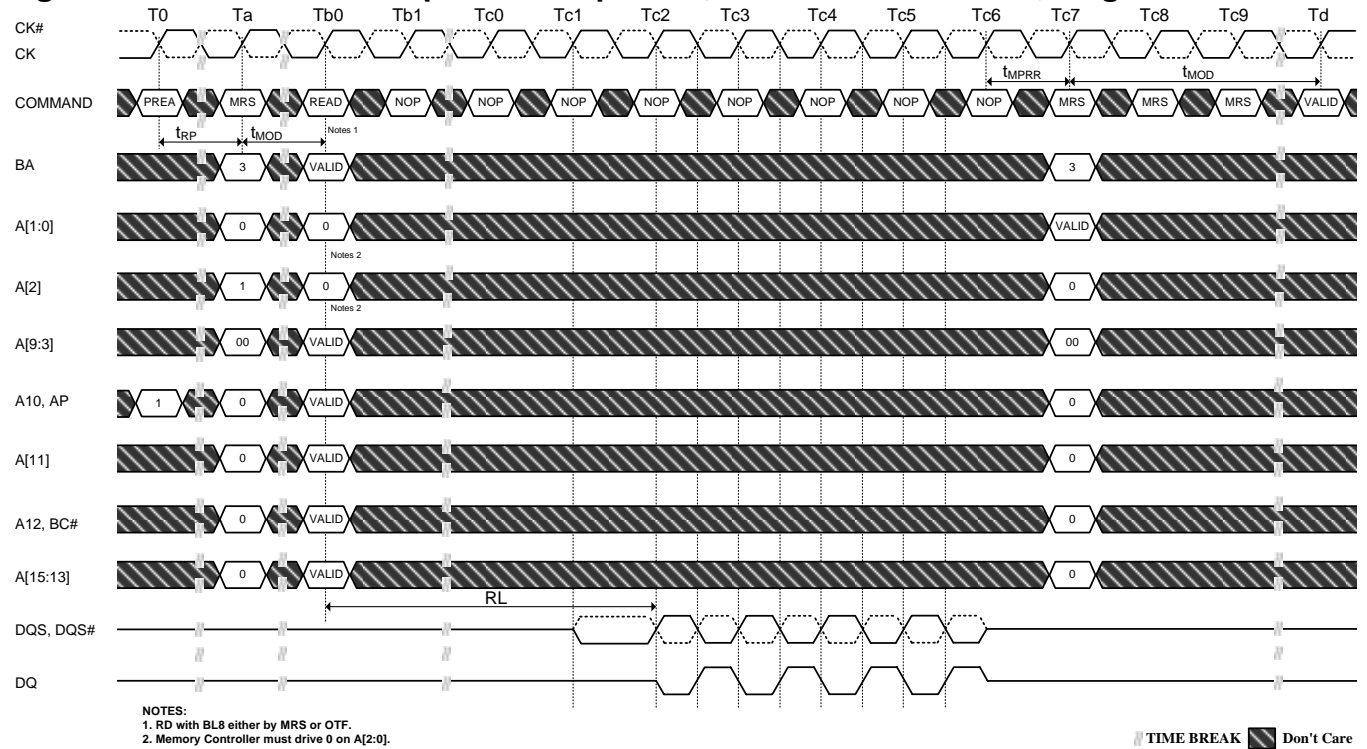 T0 Ta Tb0 Tb1 Tc0 Tc1 Tc2 Tc3 Tc4 Tc5 Tc6 Tc7 Tc8 Tc9 Td
CK#
CK
tMPRR tMOD
COMMAND PREA MRS READ NOP NOP NOP NOP NOP NOP NOP NOP MRS MRS MRS VALID
tRP tMOD Notes 1
BA 3 VALID 3
A[1:0] 0 0 VALID
Notes 2
A[2] 1 0 0
Notes 2
A[9:3] 00 VALID 00
A10, AP 1 0 VALID 0
A[11] 0 VALID 0
A12, BC# 0 VALID 0
A[15:13] 0 VALID 0
RL
DQS, DQS#
DQ
NOTES:
1. RD with BL8 either by MRS or OTF.
2. Memory Controller must drive 0 on A[2:0].
TIME BREAK Don't Care